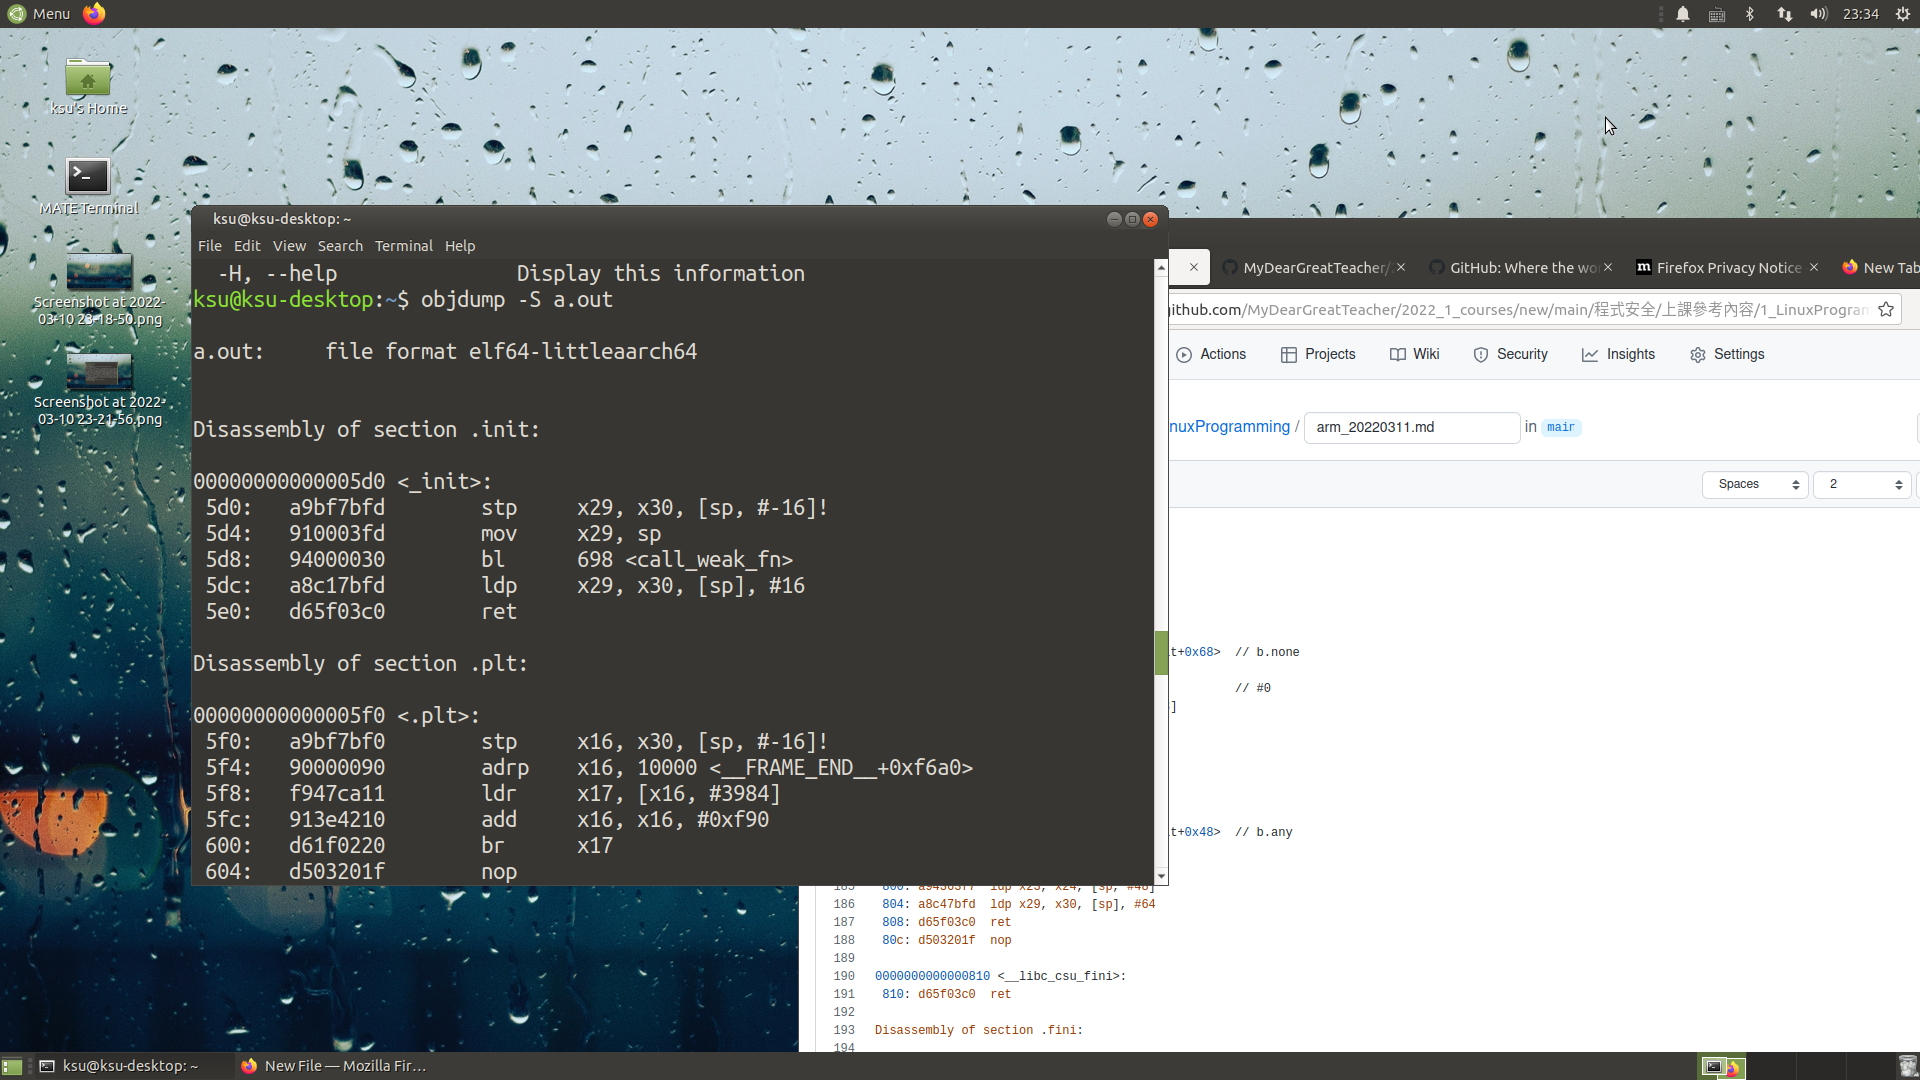 Menu
23:34
ksu's Home
MATE Terminal
Screenshot at 2022-
03-10 23-18-50.png
Screenshot at 2022-
03-10 23-21-56.png
ksu@ksu-desktop: ~
File Edit View Search Terminal Help
-H, --help Display this information
ksu@ksu-desktop:~$ objdump -S a.out
a.out: file format elf64-littleaarch64
Disassembly of section .init:
00000000000005d0 <_init>:
5d0: a9bf7bfd stp x29, x30, [sp, #-16]!
5d4: 910003fd mov x29, sp
5d8: 94000030 bl 698 <call_weak_fn>
5dc: a8c17bfd ldp x29, x30, [sp], #16
5e0: d65f03c0 ret
Disassembly of section .plt:
00000000000005f0 <.plt>:
5f0: a9bf7bf0 stp x16, x30, [sp, #-16]!
5f4: 90000090 adrp x16, 10000 <__FRAME_END__+0xf6a0>
5f8: f947ca11 ldr x17, [x16, #3984]
5fc: 913e4210 add x16, x16, #0xf90
600: d61f0220 br x17
604: d503201f nop
MyDearGreatTeacher/ GitHub: Where the wo Firefox Privacy Notice New Tab
github.com/MyDearGreatTeacher/2022_1_courses/new/main/程式安全/上課參考內容/1_LinuxProgram
Actions Projects Wiki Security Insights Settings
nuxProgramming / arm_20220311.md in main
Spaces 2
t+0x68> // b.none
// #0
]
t+0x48> // b.any
185 800: a94363f7 ldp x23, x24, [sp, #48]
186 804: a8c47bfd ldp x29, x30, [sp], #64
187 808: d65f03c0 ret
188 80c: d503201f nop
189
190 0000000000000810 <__libc_csu_fini>:
191 810: d65f03c0 ret
192
193 Disassembly of section .fini:
194
ksu@ksu-desktop: ~ New File — Mozilla Fir...